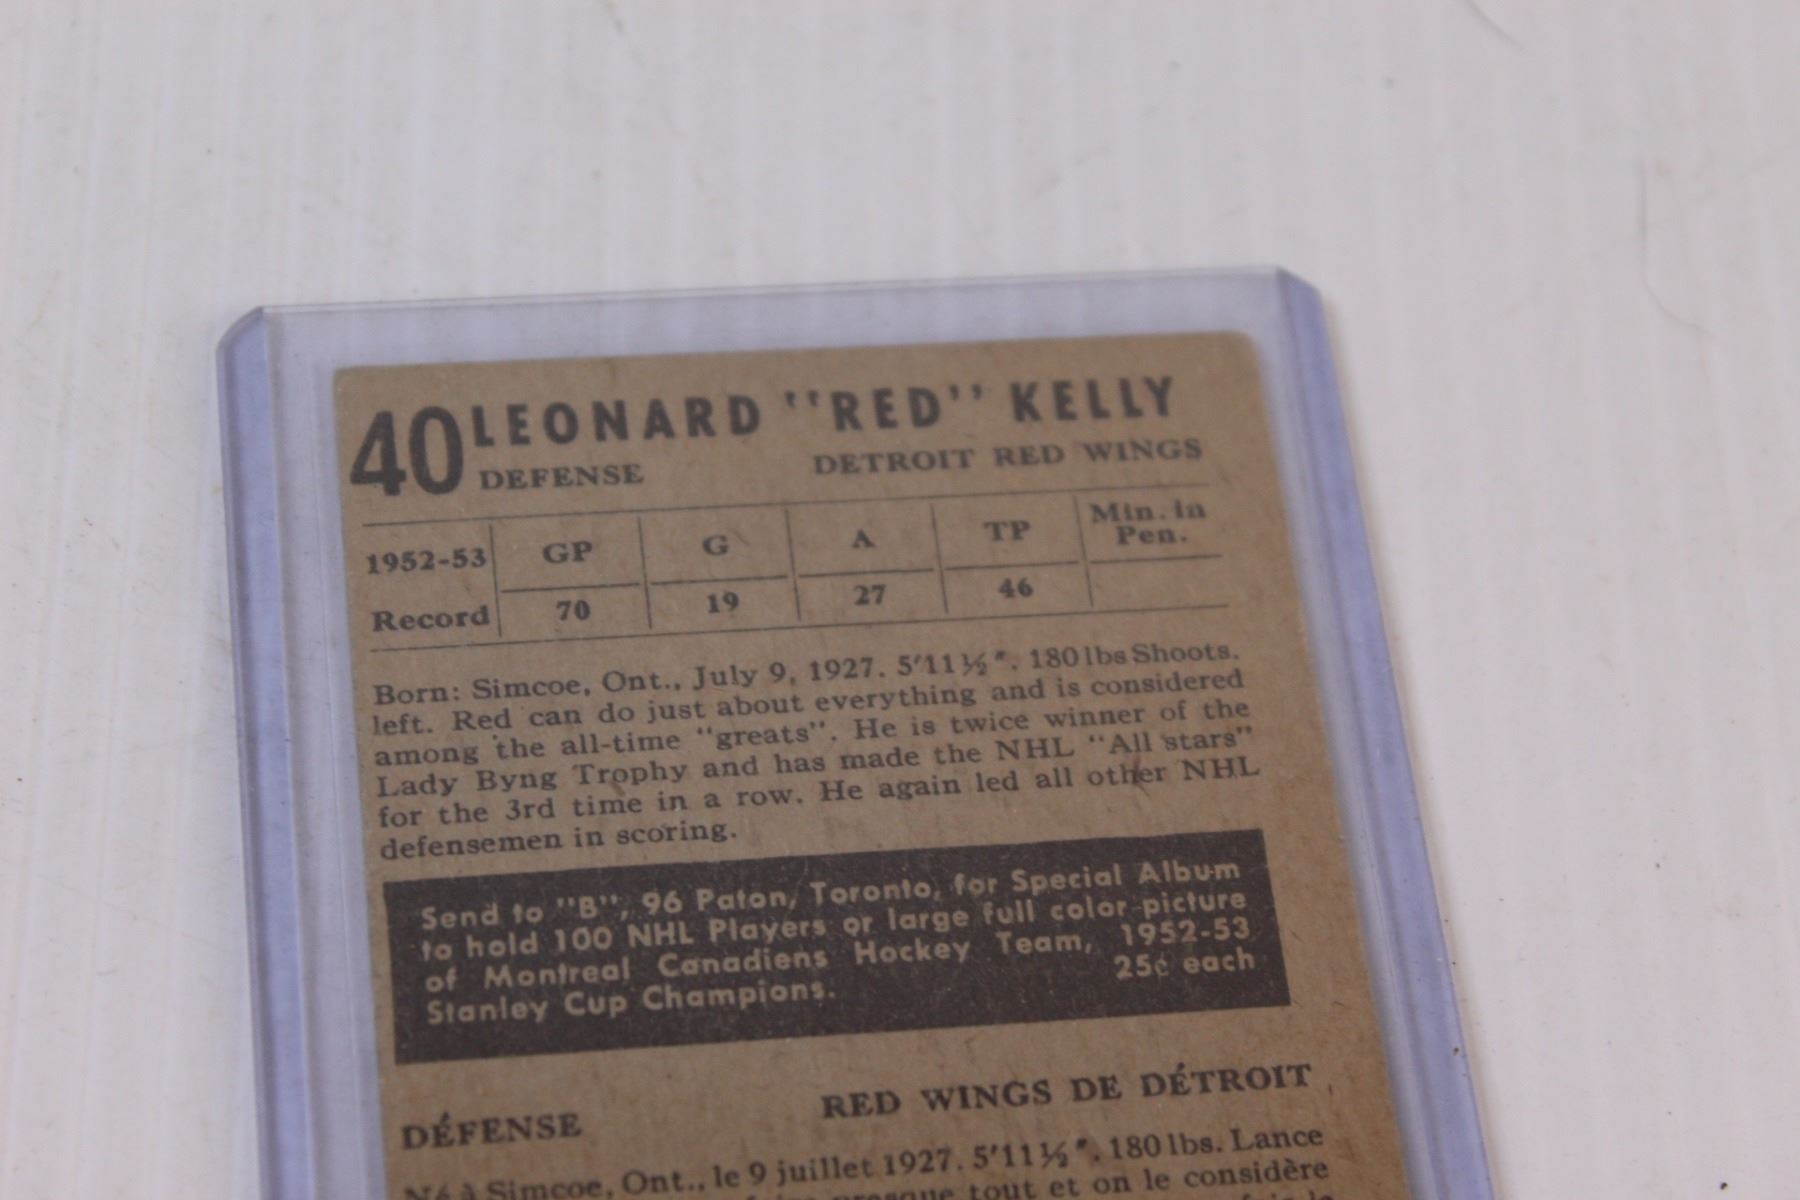 40 LEONARD "RED" KELLY
DEFENSE DETROIT RED WINGS
1952-53 GP G A TP Min. in Pen.
Record 70 19 27 46
Born: Simcoe, Ont., July 9, 1927. 5'11½". 180 lbs Shoots.
left. Red can do just about everything and is considered
among the all-time "greats". He is twice winner of the
Lady Byng Trophy and has made the NHL "All stars"
for the 3rd time in a row. He again led all other NHL
defensemen in scoring.
Send to "B", 96 Paton, Toronto, for Special Album
to hold 100 NHL Players or large full color picture
of Montreal Canadiens Hockey Team, 1952-53
Stanley Cup Champions. 25¢ each
DÉFENSE RED WINGS DE DÉTROIT
Né à Simcoe, Ont., le 9 juillet 1927. 5'11½". 180 lbs. Lance
presque tout et on le considère